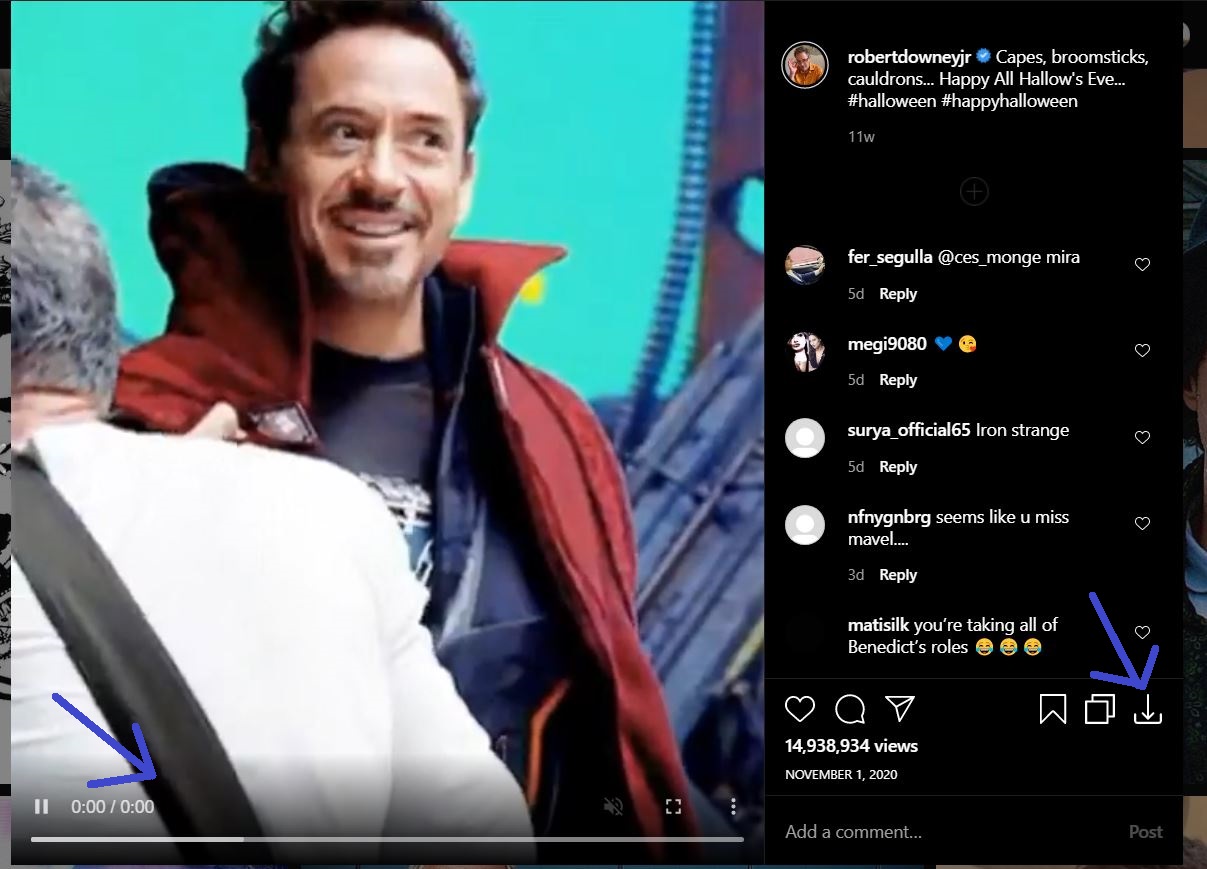 robertdowneyjr Capes, broomsticks,
cauldrons... Happy All Hallow's Eve...
#halloween #happyhalloween
11w
fer_segulla @ces_monge mira
5d Reply
megi9080 💙 😘
5d Reply
surya_official65 Iron strange
5d Reply
nfnygnbrg seems like u miss
mavel....
3d Reply
matisilk you’re taking all of
Benedict’s roles 😂 😂 😂
14,938,934 views
NOVEMBER 1, 2020
Add a comment... Post
0:00 / 0:00